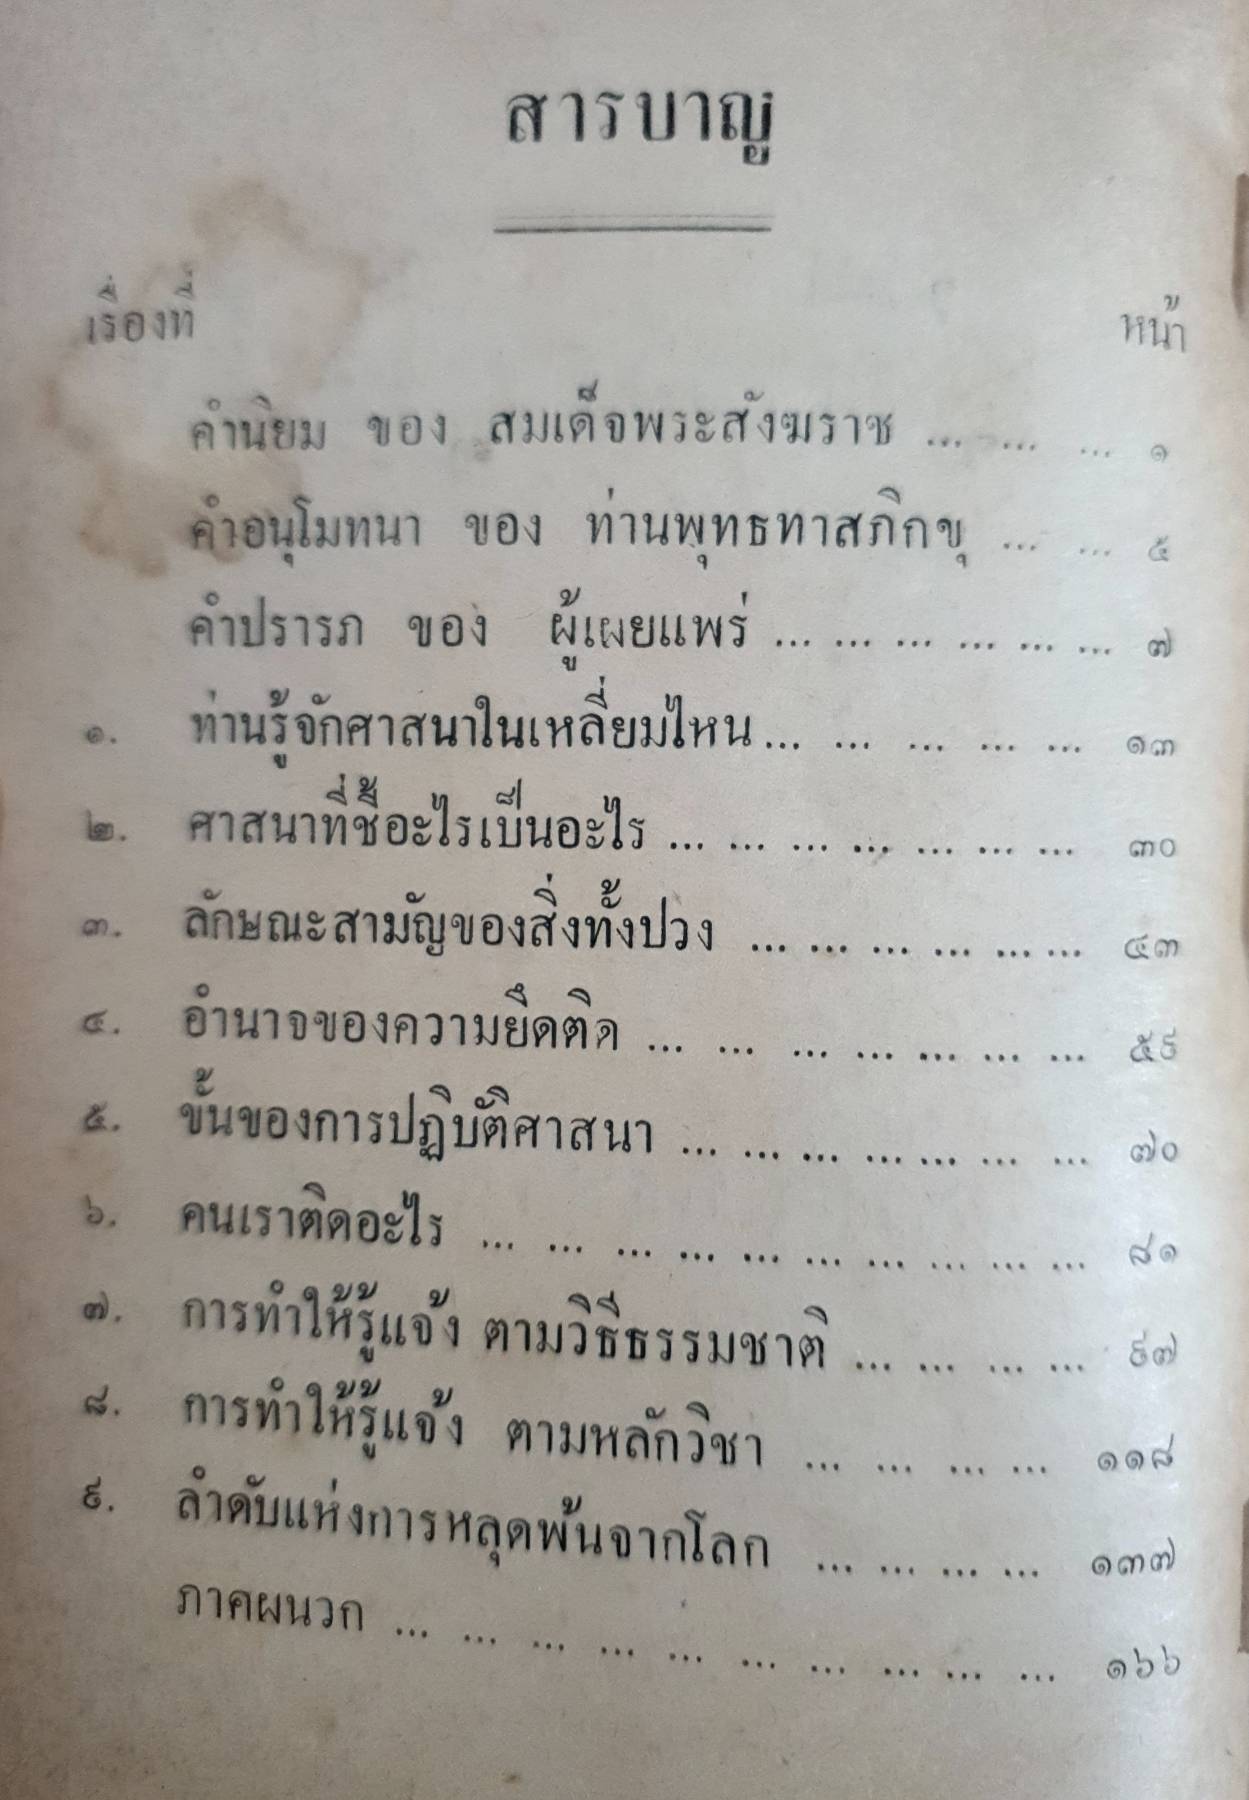 สารบาญ
เรื่องที่ หน้า
คำนิยม ของ สมเด็จพระสังฆราช ... ... ... ๑
คำอนุโมทนา ของ ท่านพุทธทาสภิกขุ ... ... ๕
คำปรารภ ของ ผู้เผยแพร่ ... ... ... ... ... ... ๗
๑. ท่านรู้จักศาสนาในเหลี่ยมไหน ... ... ... ... ... ๑๓
๒. ศาสนาที่ชี้อะไรเป็นอะไร ... ... ... ... ... ... ... ๓๐
๓. ลักษณะสามัญของสิ่งทั้งปวง ... ... ... ... ... ... ๔๓
๔. อำนาจของความยึดติด ... ... ... ... ... ... ... ๕๙
๕. ขั้นของการปฏิบัติศาสนา ... ... ... ... ... ... ... ๗๐
๖. คนเราติดอะไร ... ... ... ... ... ... ... ... ... ... ๘๑
๗. การทำให้รู้แจ้ง ตามวิธีธรรมชาติ ... ... ... ... ๙๗
๘. การทำให้รู้แจ้ง ตามหลักวิชา ... ... ... ... ๑๑๘
๙. ลำดับแห่งการหลุดพ้นจากโลก ... ... ... ... ๑๓๗
ภาคผนวก ... ... ... ... ... ... ... ... ... ... ๑๖๖